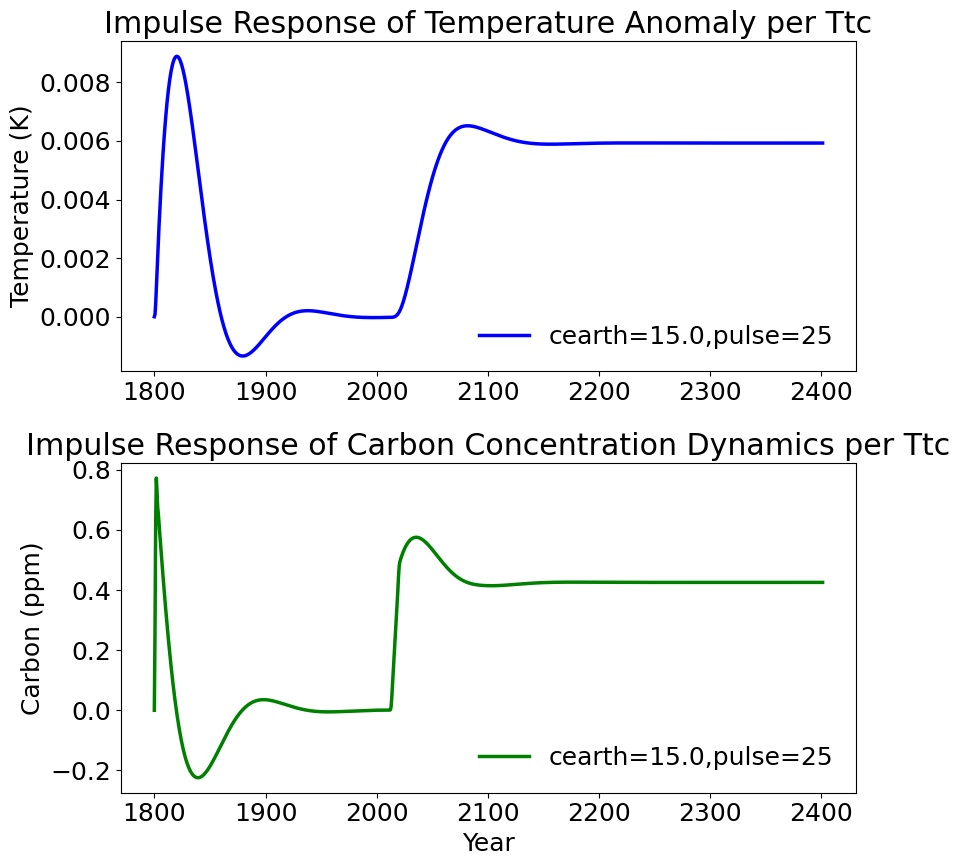 Impulse Response of Temperature Anomaly per Ttc
Temperature (K)
0.008
0.006
0.004
0.002
0.000
cearth=15.0,pulse=25
1800 1900 2000 2100 2200 2300 2400
Impulse Response of Carbon Concentration Dynamics per Ttc
Carbon (ppm)
0.8
0.6
0.4
0.2
0.0
−0.2
cearth=15.0,pulse=25
1800 1900 2000 2100 2200 2300 2400
Year